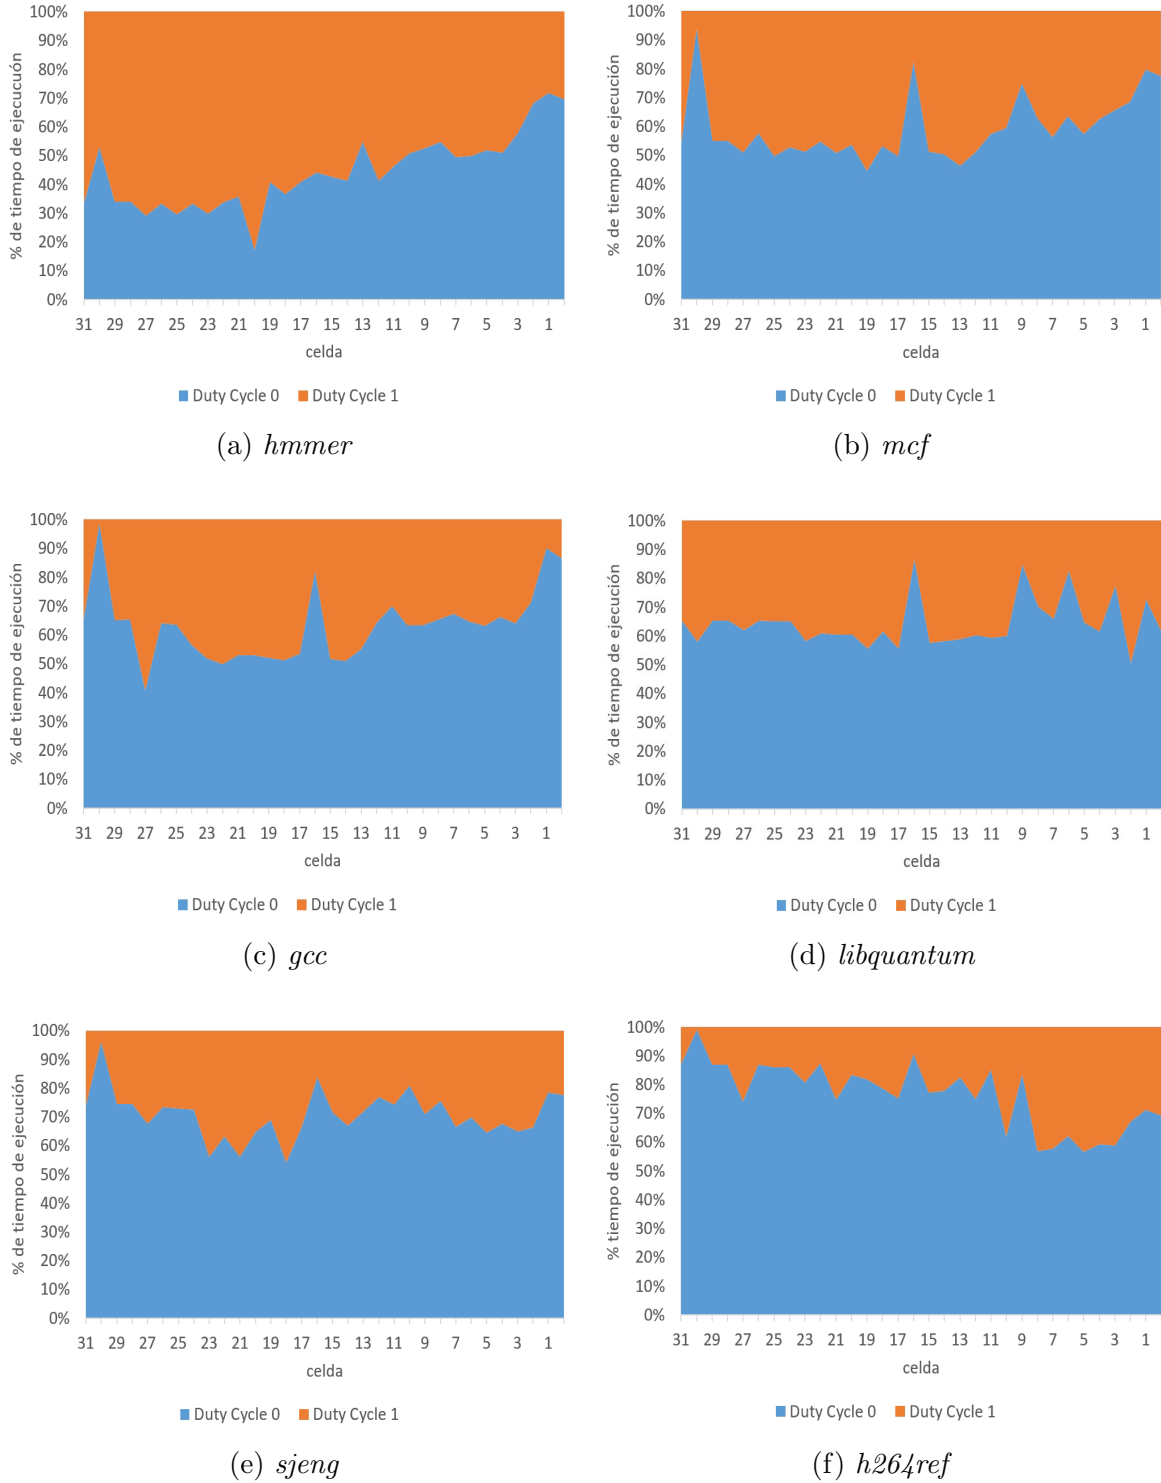 100%
90%
80%
70%
60%
50%
40%
30%
20%
10%
0%
% de tiempo de ejecucuón
31 29 27 25 23 21 19 17 15 13 11 9 7 5 3 1
celda
Duty Cycle 0 Duty Cycle 1
(a) hmmer
100%
90%
80%
70%
60%
50%
40%
30%
20%
10%
0%
% de tiempo de ejecución
31 29 27 25 23 21 19 17 15 13 11 9 7 5 3 1
celda
Duty Cycle 0 Duty Cycle 1
(b) mcf
100%
90%
80%
70%
60%
50%
40%
30%
20%
10%
0%
% de tiempo de ejecución
31 29 27 25 23 21 19 17 15 13 11 9 7 5 3 1
celda
Duty Cycle 0 Duty Cycle 1
(c) gcc
100%
90%
80%
70%
60%
50%
40%
30%
20%
10%
0%
% de tiempo de ejecución
31 29 27 25 23 21 19 17 15 13 11 9 7 5 3 1
celda
Duty Cycle 0 Duty Cycle 1
(d) libquantum
100%
90%
80%
70%
60%
50%
40%
30%
20%
10%
0%
% de tiempo de ejecución
31 29 27 25 23 21 19 17 15 13 11 9 7 5 3 1
celda
Duty Cycle 0 Duty Cycle 1
(e) sjeng
100%
90%
80%
70%
60%
50%
40%
30%
20%
10%
0%
% tiempo de ejecución
31 29 27 25 23 21 19 17 15 13 11 9 7 5 3 1
celda
Duty Cycle 0 Duty Cycle 1
(f) h264ref